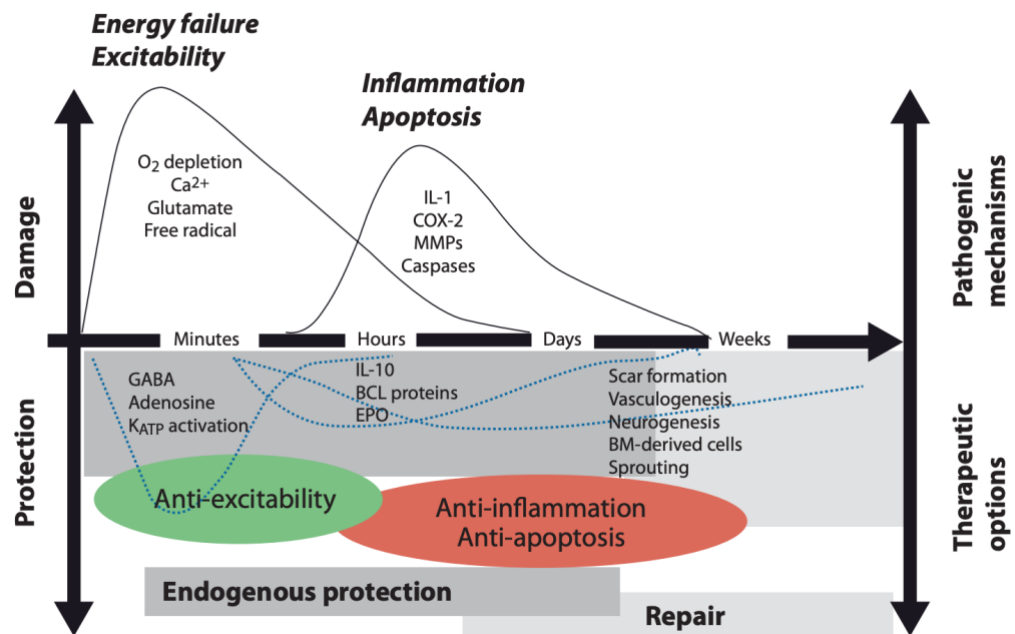 Energy failure
Excitability
Inflammation
Apoptosis
O2 depletion
Ca2+
Glutamate
Free radical
IL-1
COX-2
MMPs
Caspases
Damage
Pathogenic
mechanisms
Minutes
Hours
Days
Weeks
GABA
Adenosine
KATP activation
IL-10
BCL proteins
EPO
Scar formation
Vasculogenesis
Neurogenesis
BM-derived cells
Sprouting
Protection
Therapeutic
options
Anti-excitability
Anti-inflammation
Anti-apoptosis
Endogenous protection
Repair